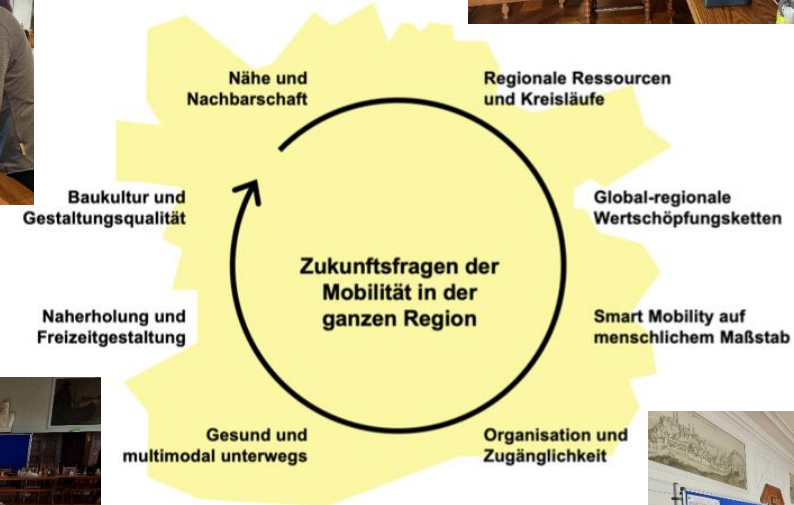 Nähe und
Nachbarschaft
Regionale Ressourcen
und Kreisläufe
Baukultur und
Gestaltungsqualität
Global-regionale
Wertschöpfungsketten
Zukunftsfragen der
Mobilität in der
ganzen Region
Naherholung und
Freizeitgestaltung
Smart Mobility auf
menschlichem Maßstab
Gesund und
multimodal unterwegs
Organisation und
Zugänglichkeit